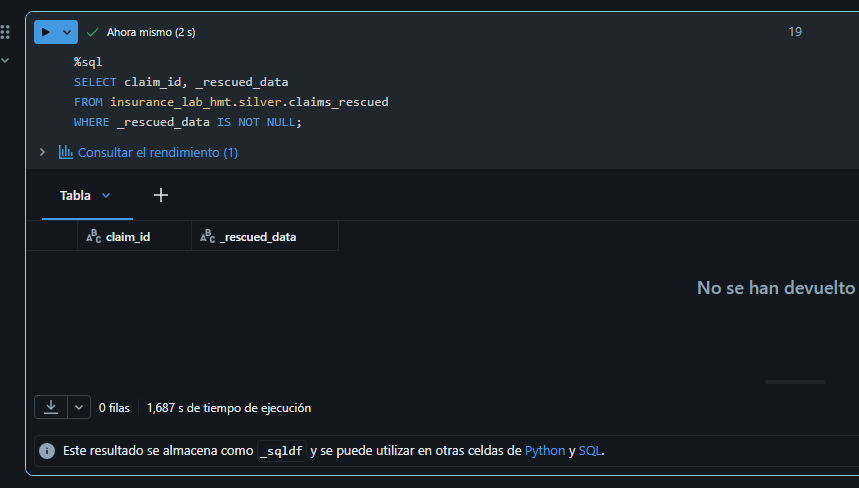 Ahora mismo (2 s)
19
%sql
SELECT claim_id, _rescued_data
FROM insurance_lab_hmt.silver.claims_rescued
WHERE _rescued_data IS NOT NULL;
Consultar el rendimiento (1)
Tabla
claim_id
_rescued_data
No se han devuelto
0 filas
1,687 s de tiempo de ejecución
Este resultado se almacena como _sqldf y se puede utilizar en otras celdas de Python y SQL.